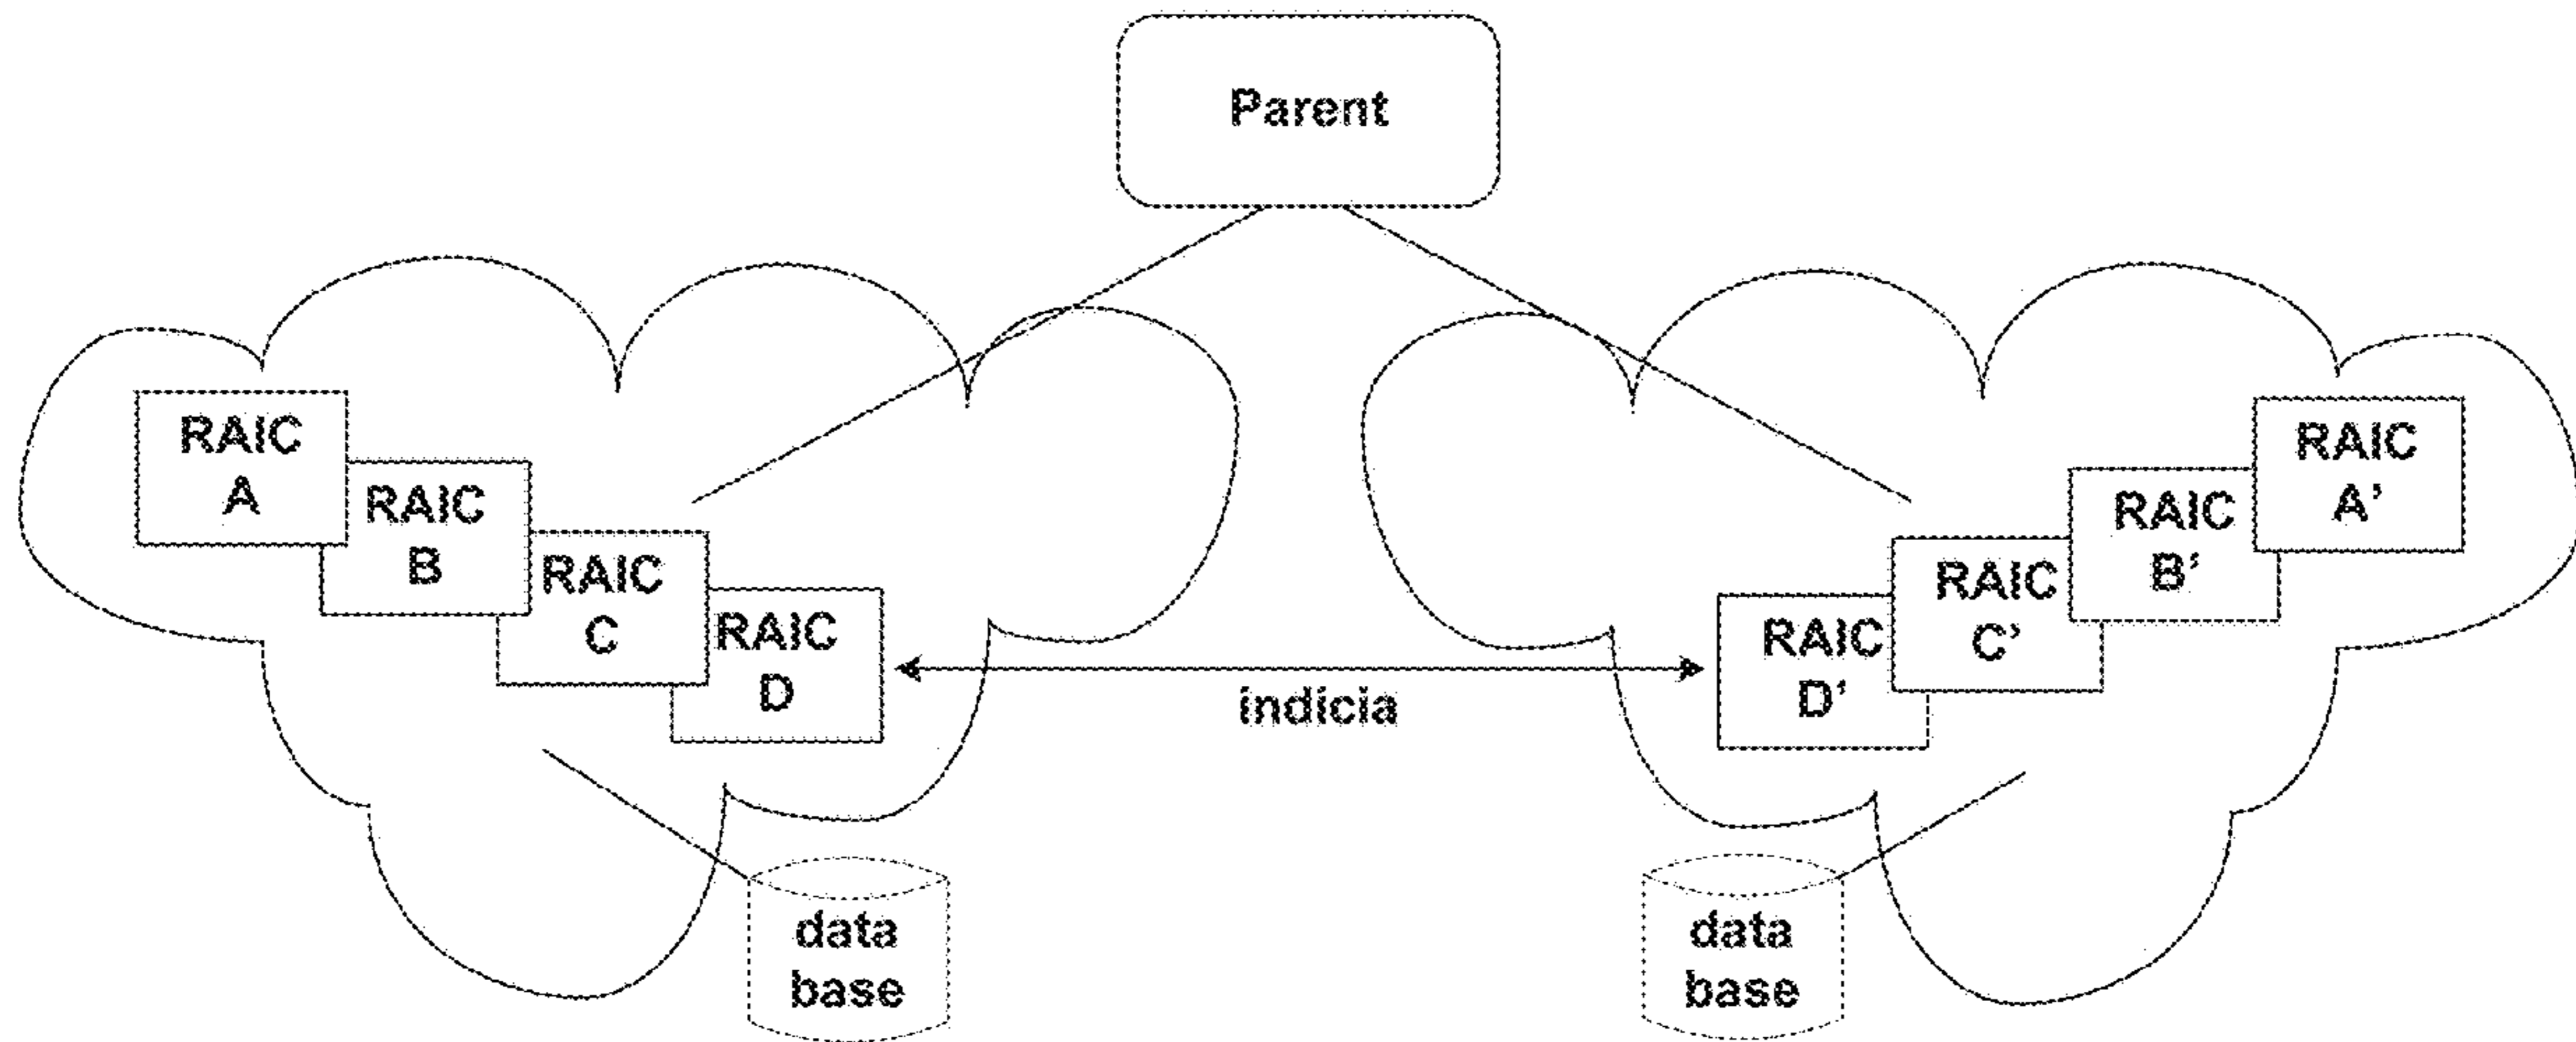 Parent
RAIC
A
RAIC
B
RAIC
C
RAIC
D
indicia
RAIC
A’
RAIC
B’
RAIC
C’
RAIC
D’
data
base
data
base